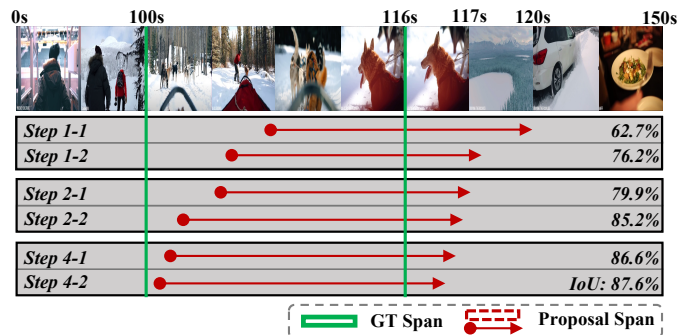 0s 100s 116s 117s 120s 150s
Step 1-1 62.7%
Step 1-2 76.2%
Step 2-1 79.9%
Step 2-2 85.2%
Step 4-1 86.6%
Step 4-2 IoU: 87.6%
GT Span Proposal Span